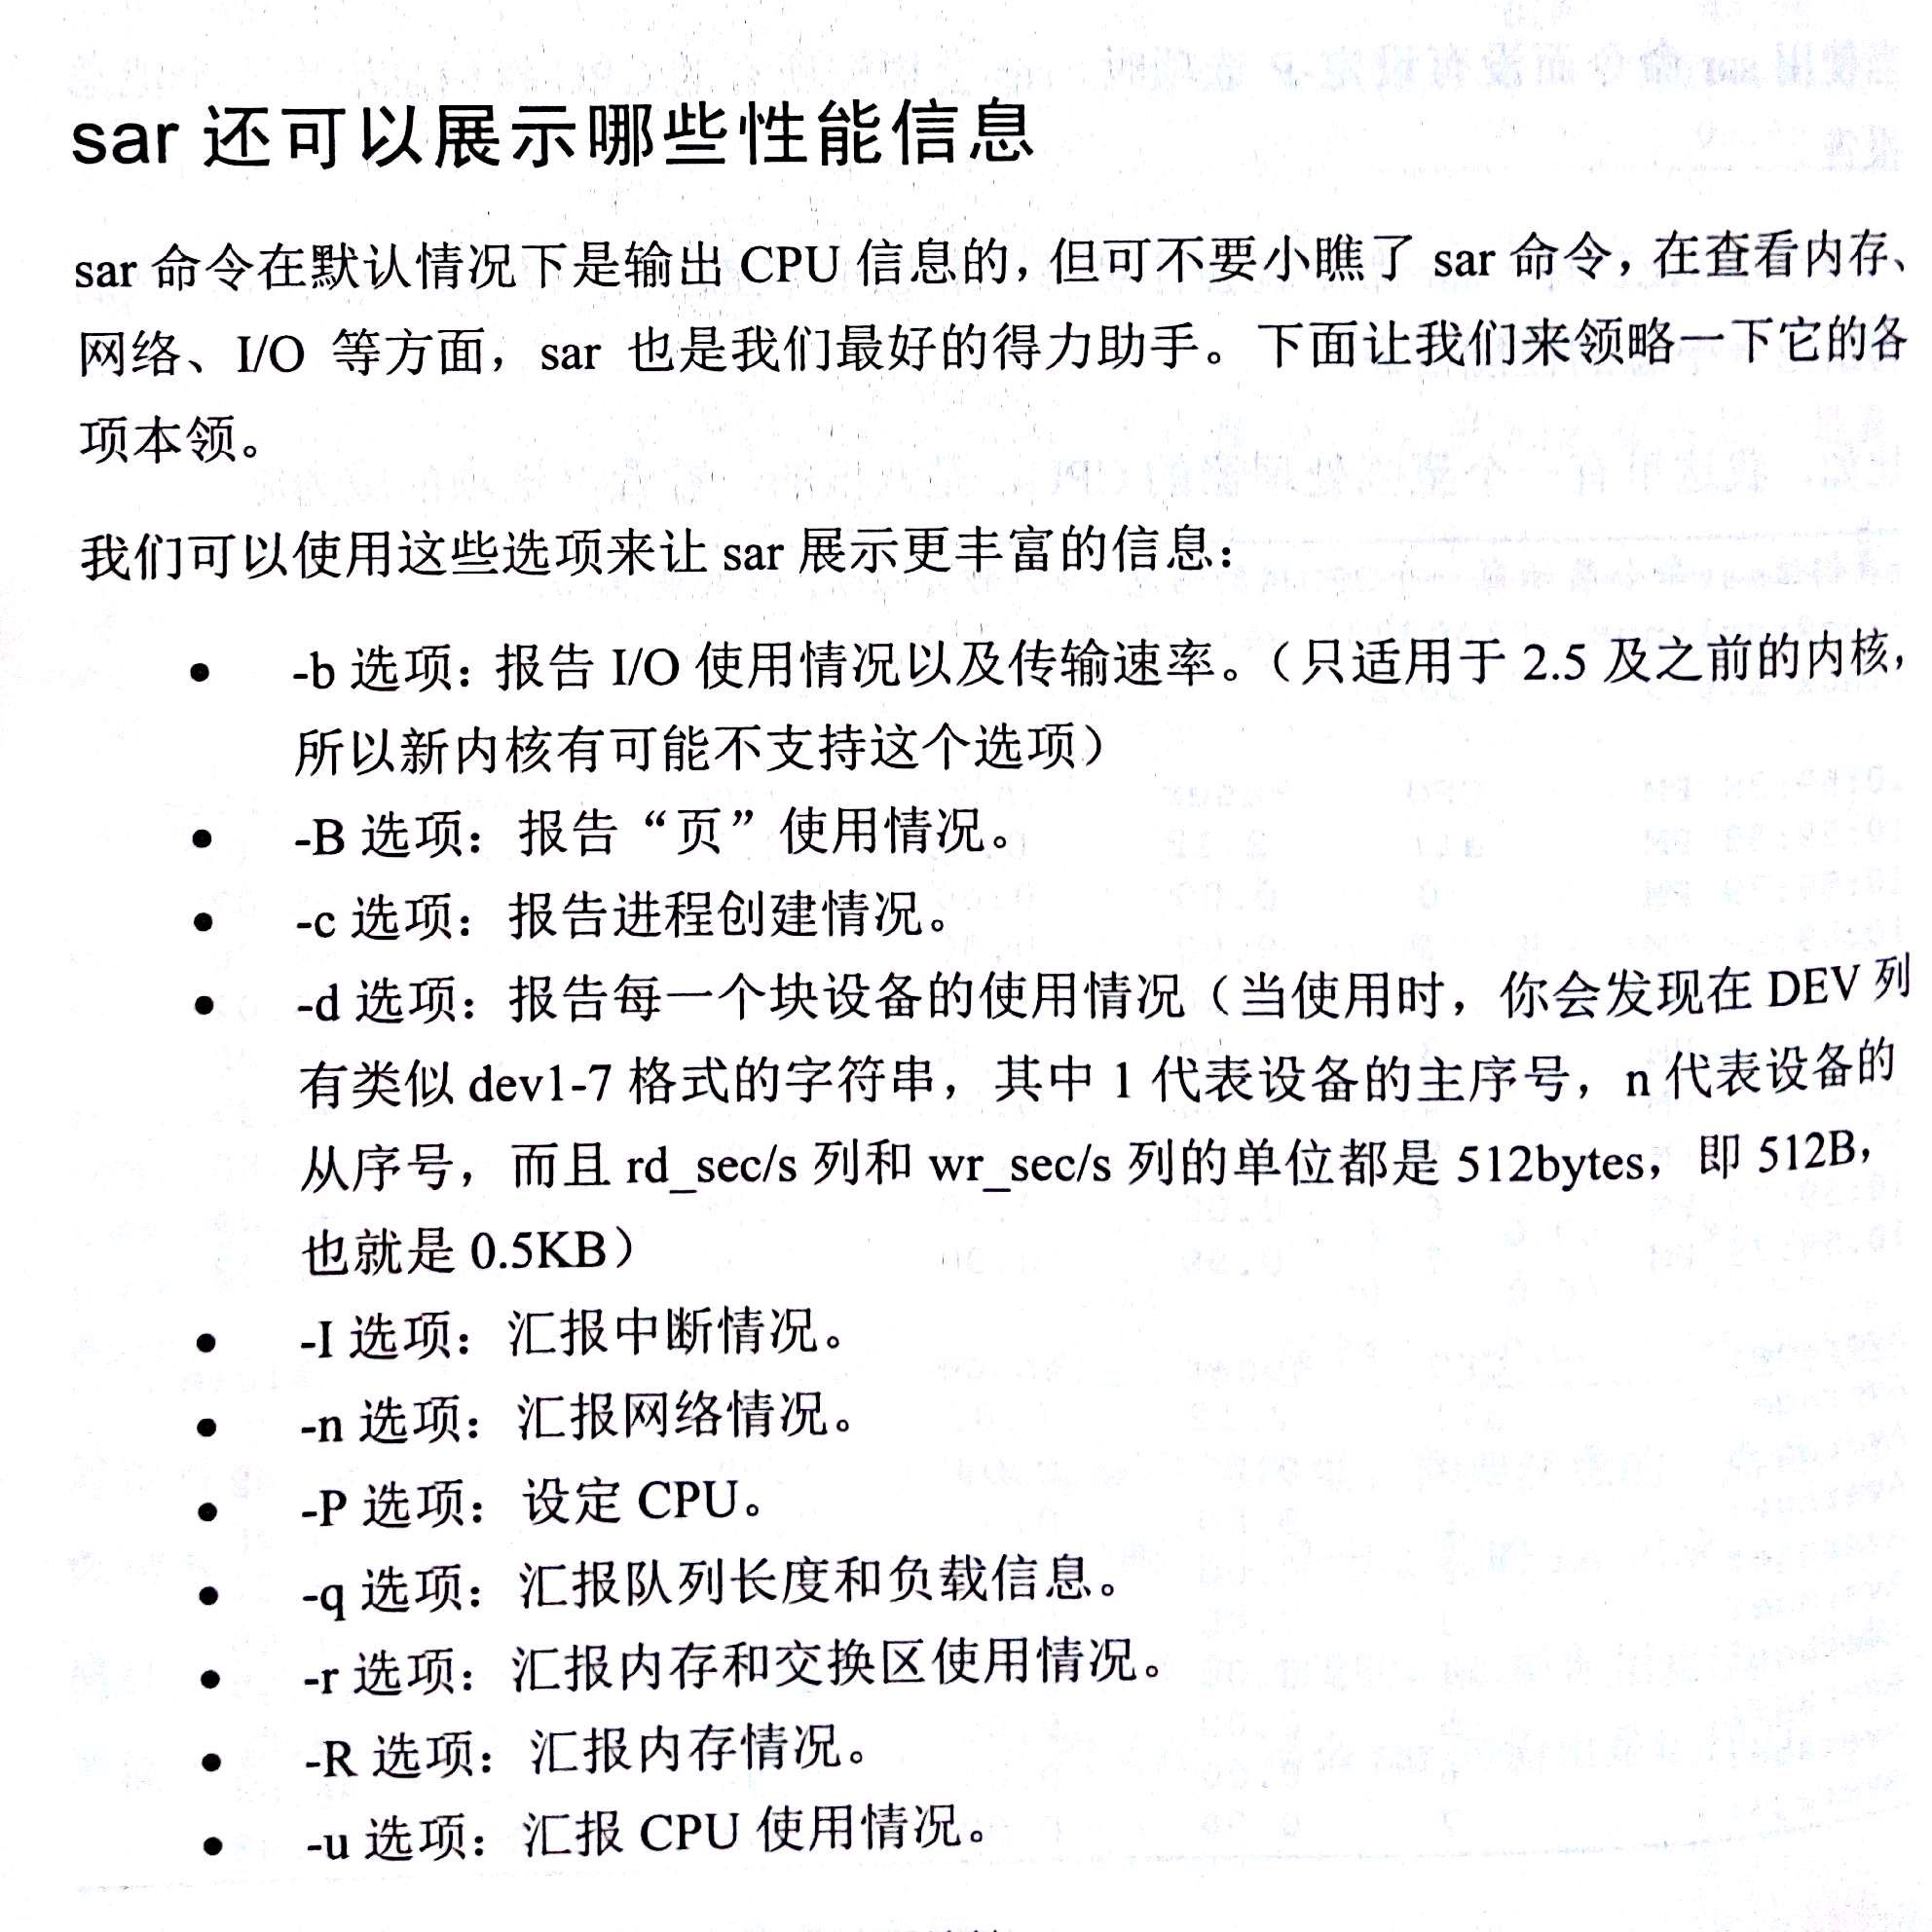 sar 还可以展示哪些性能信息
sar 命令在默认情况下是输出 CPU 信息的，但可不要小瞧了 sar 命令，在查看内存、
网络、I/O 等方面，sar 也是我们最好的得力助手。下面让我们来领略一下它的各
项本领。
我们可以使用这些选项来让 sar 展示更丰富的信息：
• -b 选项：报告 I/O 使用情况以及传输速率。（只适用于 2.5 及之前的内核，
所以新内核有可能不支持这个选项）
• -B 选项：报告“页”使用情况。
• -c 选项：报告进程创建情况。
• -d 选项：报告每一个块设备的使用情况（当使用时，你会发现在 DEV 列
有类似 dev1-7 格式的字符串，其中 1 代表设备的主序号，n 代表设备的
从序号，而且 rd_sec/s 列和 wr_sec/s 列的单位都是 512bytes，即 512B，
也就是 0.5KB）
• -I 选项：汇报中断情况。
• -n 选项：汇报网络情况。
• -P 选项：设定 CPU。
• -q 选项：汇报队列长度和负载信息。
• -r 选项：汇报内存和交换区使用情况。
• -R 选项：汇报内存情况。
• -u 选项：汇报 CPU 使用情况。